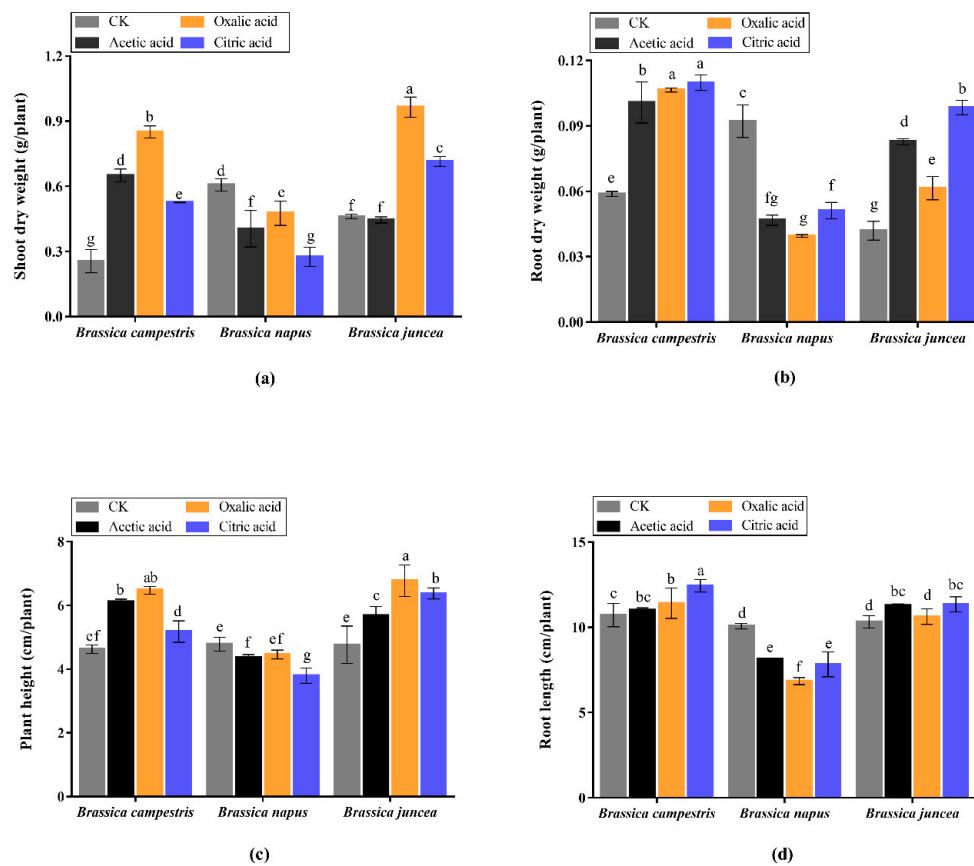 CK Oxalic acid
Acetic acid Citric acid
Shoot dry weight (g/plant)
1.2
0.9
0.6
0.3
0.0
g d b e
d f c g
f f a c
Brassica campestris Brassica napus Brassica juncea
(a)
CK Oxalic acid
Acetic acid Citric acid
Root dry weight (g/plant)
0.12
0.09
0.06
0.03
0.00
e b a a
c fg g f
g d e b
Brassica campestris Brassica napus Brassica juncea
(b)
CK Oxalic acid
Acetic acid Citric acid
Plant height (cm/plant)
8
6
4
2
0
ef b ab d
e f ef g
e c a b
Brassica campestris Brassica napus Brassica juncea
(c)
CK Oxalic acid
Acetic acid Citric acid
Root length (cm/plant)
15
10
5
0
c bc b a
d e f e
d bc d bc
Brassica campestris Brassica napus Brassica juncea
(d)